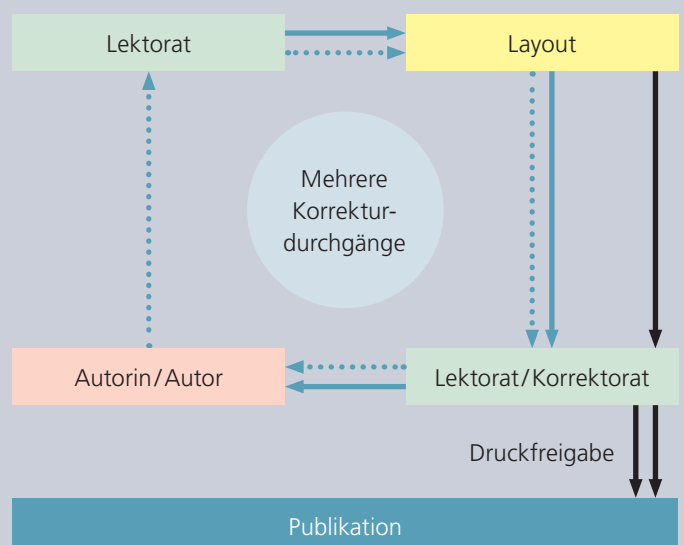 Lektorat
Layout
Mehrere
Korrektur-
durchgänge
Autorin/Autor
Lektorat/Korrektorat
Druckfreigabe
Publikation